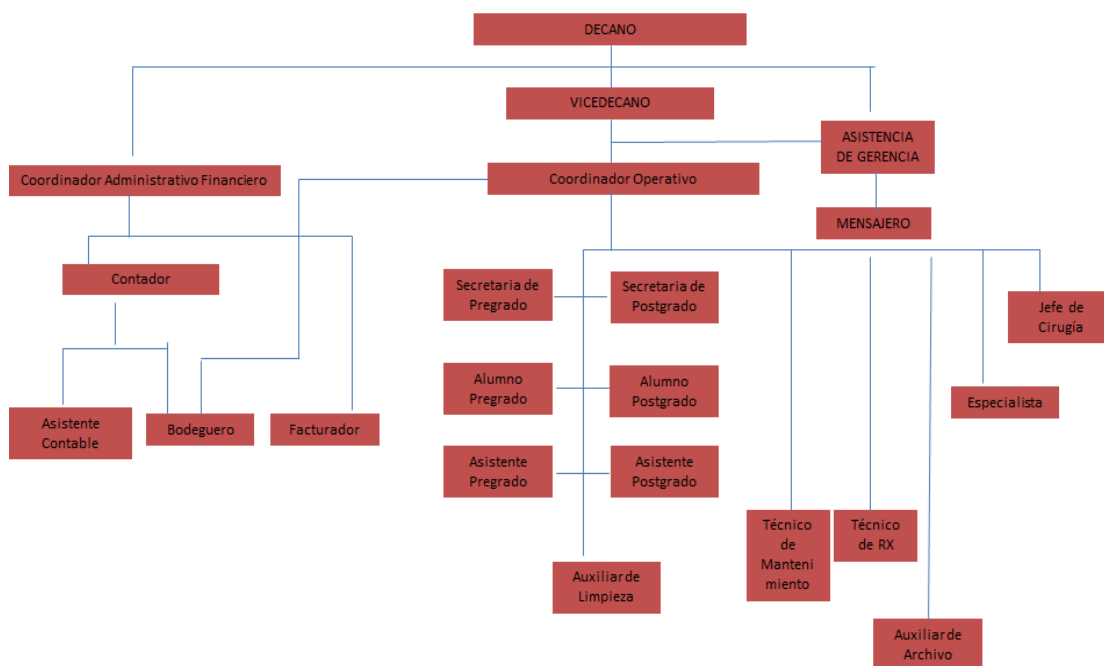 DECANO
VICEDECANO
ASISTENCIA
DE GERENCIA
Coordinador Administrativo Financiero
Coordinador Operativo
MENSAJERO
Contador
Secretaria de
Pregrado
Secretaria de
Postgrado
Jefe de
Cirugía
Alumno
Pregrado
Alumno
Postgrado
Especialista
Asistente
Contable
Bodeguero
Facturador
Asistente
Pregrado
Asistente
Postgrado
Técnico
de
Manteni
miento
Técnico
de RX
Auxiliar de
Limpieza
Auxiliar de
Archivo